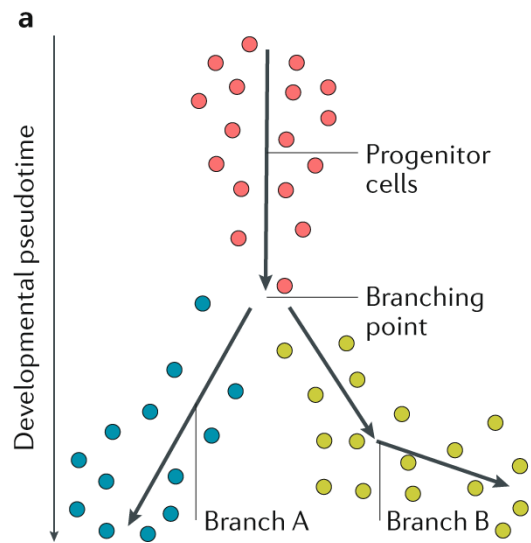 a
Developmental pseudotime
Progenitor
cells
Branching
point
Branch A
Branch B